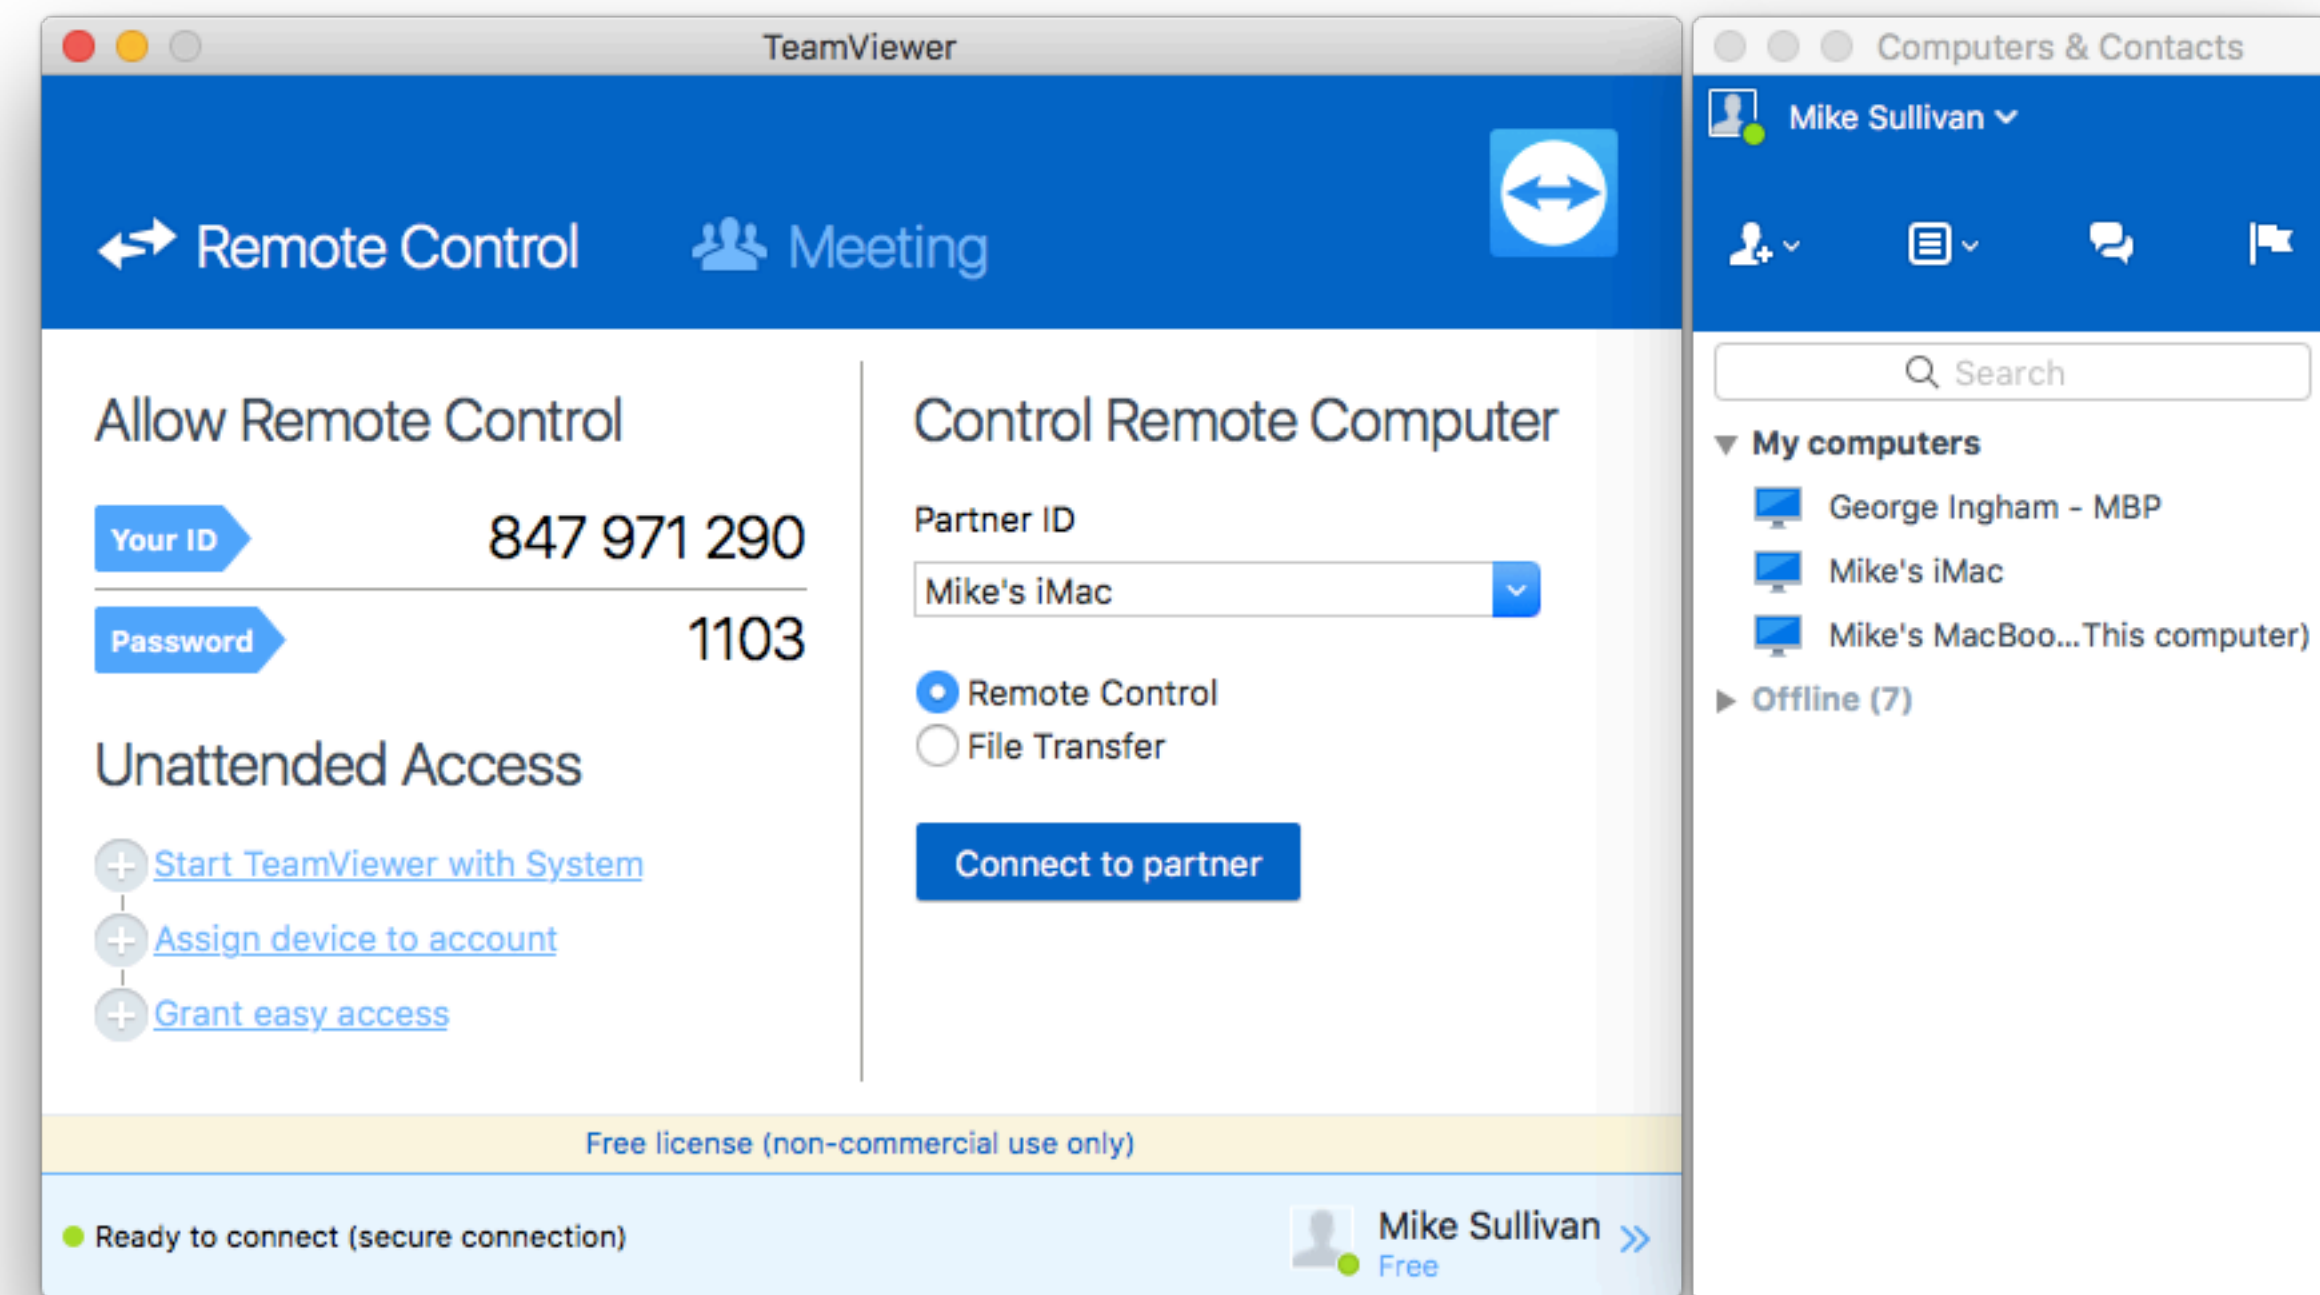 TeamViewer
Remote Control
Meeting
Allow Remote Control
Your ID
847 971 290
Password
1103
Unattended Access
Start TeamViewer with System
Assign device to account
Grant easy access
Control Remote Computer
Partner ID
Mike's iMac
Remote Control
File Transfer
Connect to partner
Free license (non-commercial use only)
Ready to connect (secure connection)
Mike Sullivan
Free
Computers & Contacts
Mike Sullivan
Search
My computers
George Ingham - MBP
Mike's iMac
Mike's MacBoo...This computer)
Offline (7)